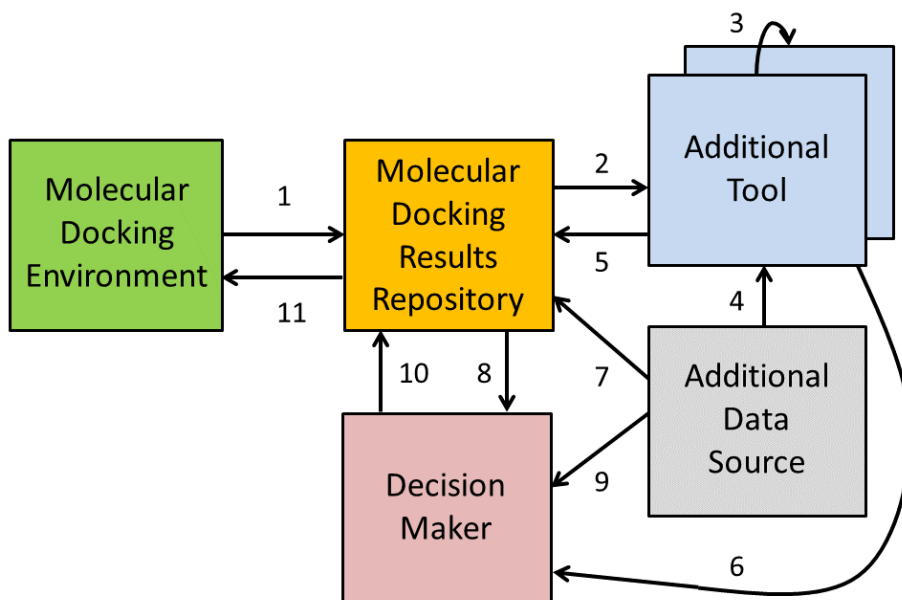 3
Molecular
Docking
Environment
1
11
Molecular
Docking
Results
Repository
2
5
Additional
Tool
4
10
8
7
9
Additional
Data
Source
Decision
Maker
6